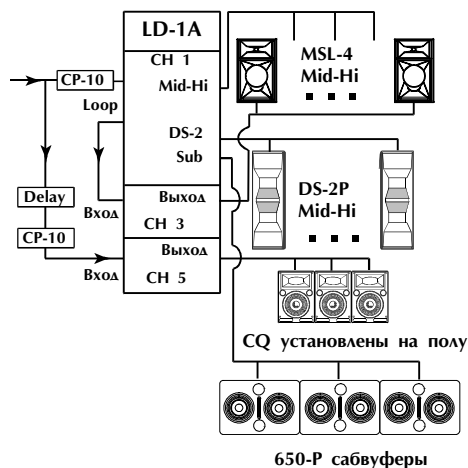 LD-1A
CH 1
Mid-Hi
MSL-4
Mid-Hi
CP-10
Loop
DS-2
Sub
DS-2P
Mid-Hi
Delay
Вход
Выход
CH 3
CP-10
Вход
Выход
CH 5
CQ установлены на полу
650-P сабвуферы